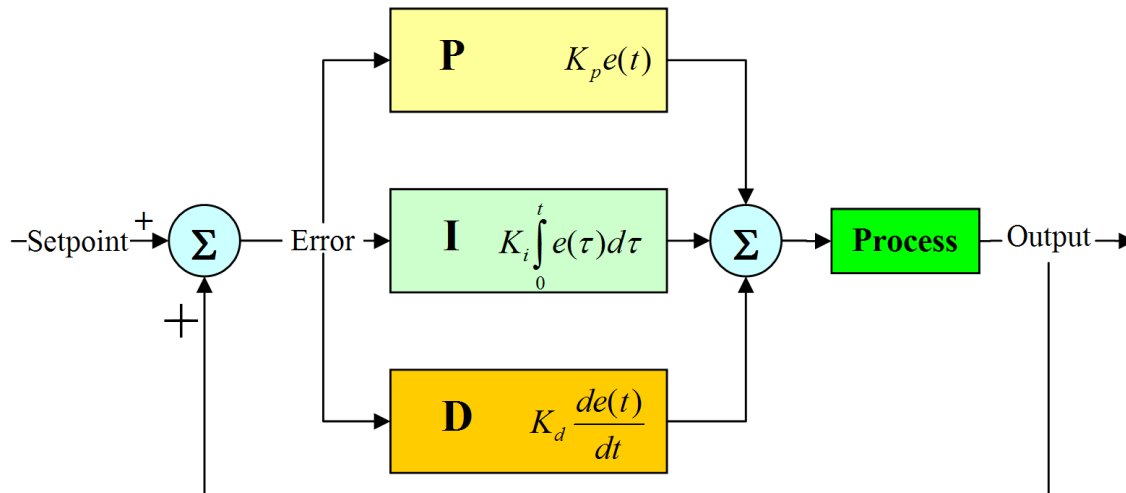 P K_p e(t)
Setpoint + Σ Error I K_i ∫_0^t e(τ)dτ Σ Process Output
+
D K_d de(t)/dt